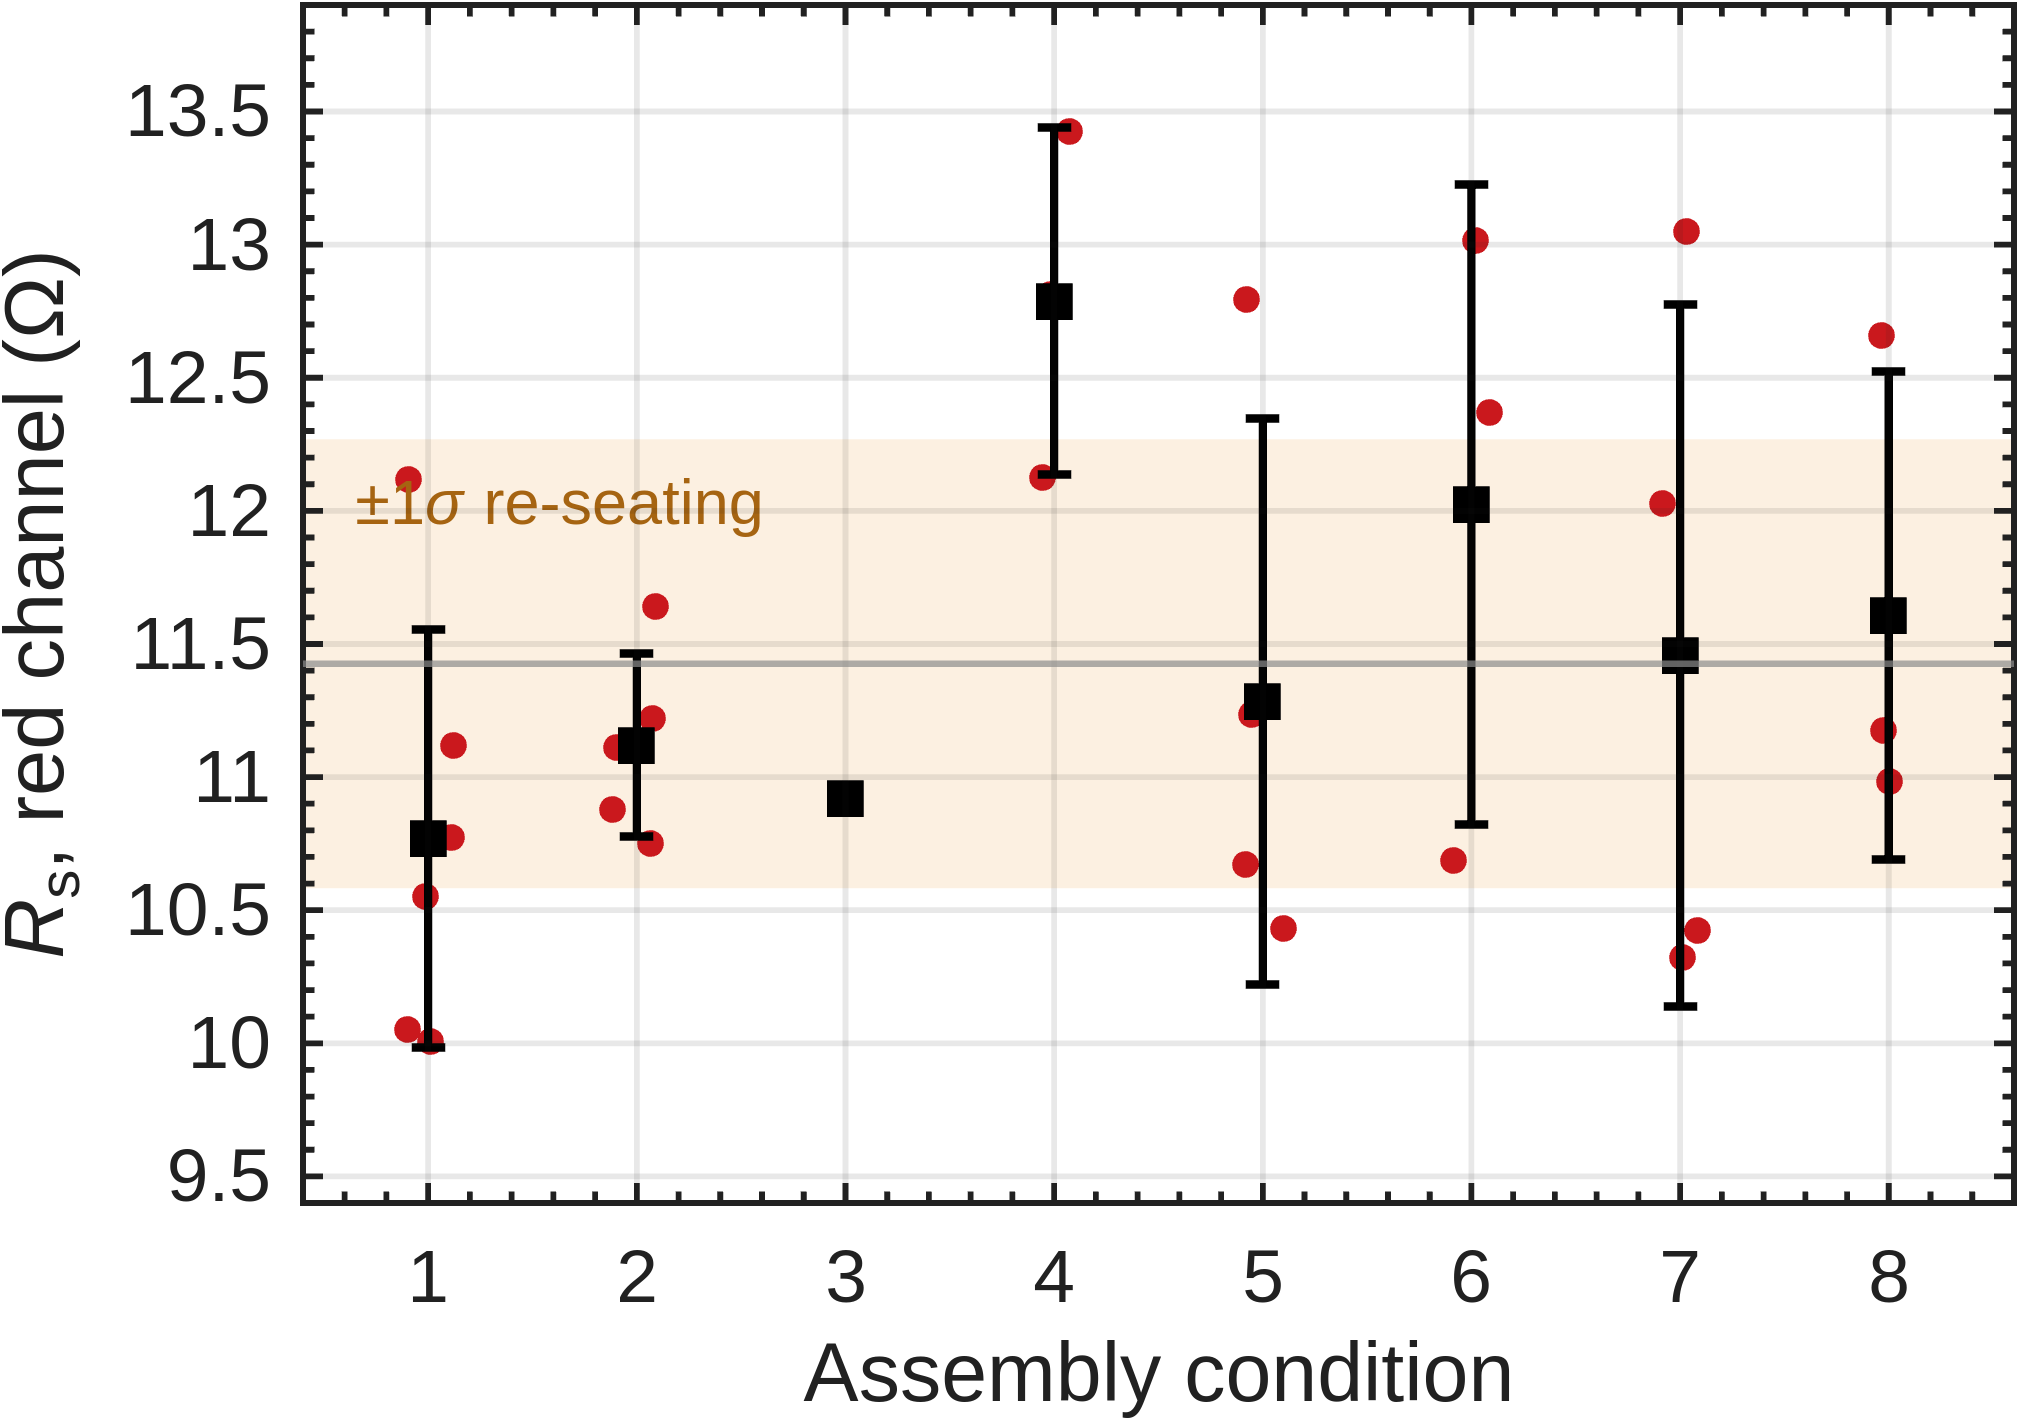 R_s, red channel (Ω)
13.5
13
12.5
12
11.5
11
10.5
10
9.5
±1σ re-seating
1 2 3 4 5 6 7 8
Assembly condition